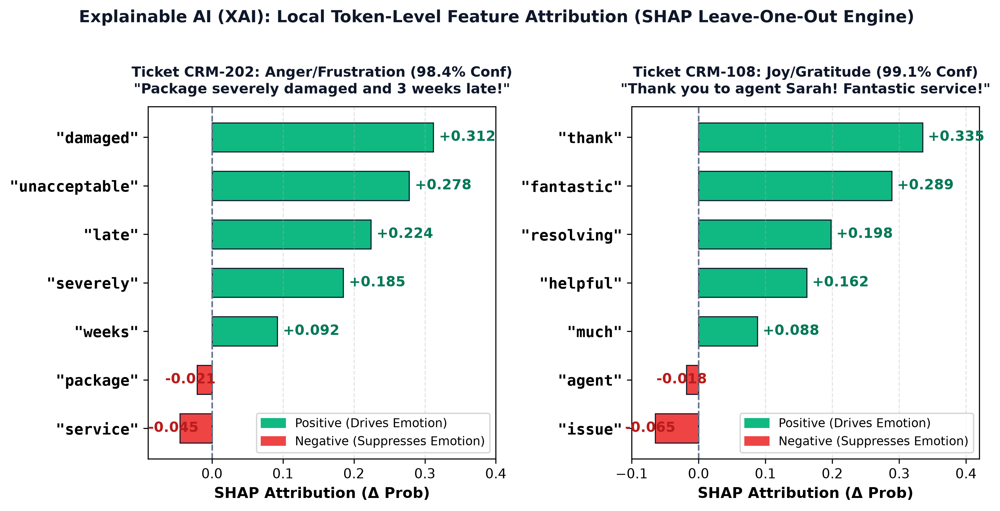 Explainable AI (XAI): Local Token-Level Feature Attribution (SHAP Leave-One-Out Engine)
Ticket CRM-202: Anger/Frustration (98.4% Conf)
"Package severely damaged and 3 weeks late!"
"damaged" +0.312
"unacceptable" +0.278
"late" +0.224
"severely" +0.185
"weeks" +0.092
"package" -0.021
"service" -0.045
Positive (Drives Emotion)
Negative (Suppresses Emotion)
0.0 0.1 0.2 0.3 0.4
SHAP Attribution (Δ Prob)
Ticket CRM-108: Joy/Gratitude (99.1% Conf)
"Thank you to agent Sarah! Fantastic service!"
"thank" +0.335
"fantastic" +0.289
"resolving" +0.198
"helpful" +0.162
"much" +0.088
"agent" -0.018
"issue" -0.065
Positive (Drives Emotion)
Negative (Suppresses Emotion)
−0.1 0.0 0.1 0.2 0.3 0.4
SHAP Attribution (Δ Prob)